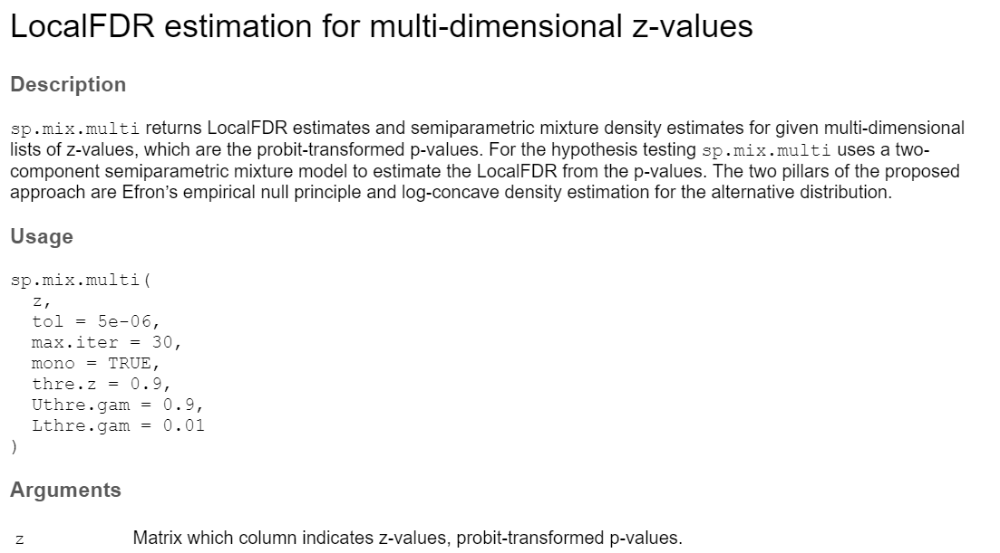 LocalFDR estimation for multi-dimensional z-values
Description
sp.mix.multi returns LocalFDR estimates and semiparametric mixture density estimates for given multi-dimensional
lists of z-values, which are the probit-transformed p-values. For the hypothesis testing sp.mix.multi uses a two-
component semiparametric mixture model to estimate the LocalFDR from the p-values. The two pillars of the proposed
approach are Efron’s empirical null principle and log-concave density estimation for the alternative distribution.
Usage
sp.mix.multi(
  z,
  tol = 5e-06,
  max.iter = 30,
  mono = TRUE,
  thre.z = 0.9,
  Uthre.gam = 0.9,
  Lthre.gam = 0.01
)
Arguments
z Matrix which column indicates z-values, probit-transformed p-values.